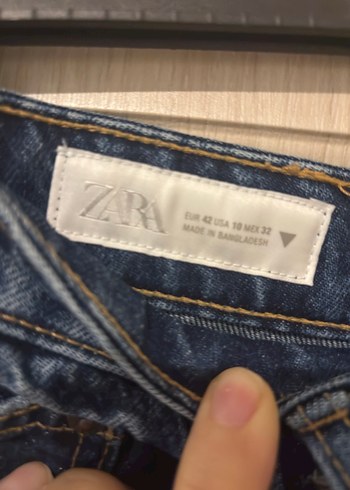 ZARA
EUR 42 USA 10 MEX 32
MADE IN BANGLADESH